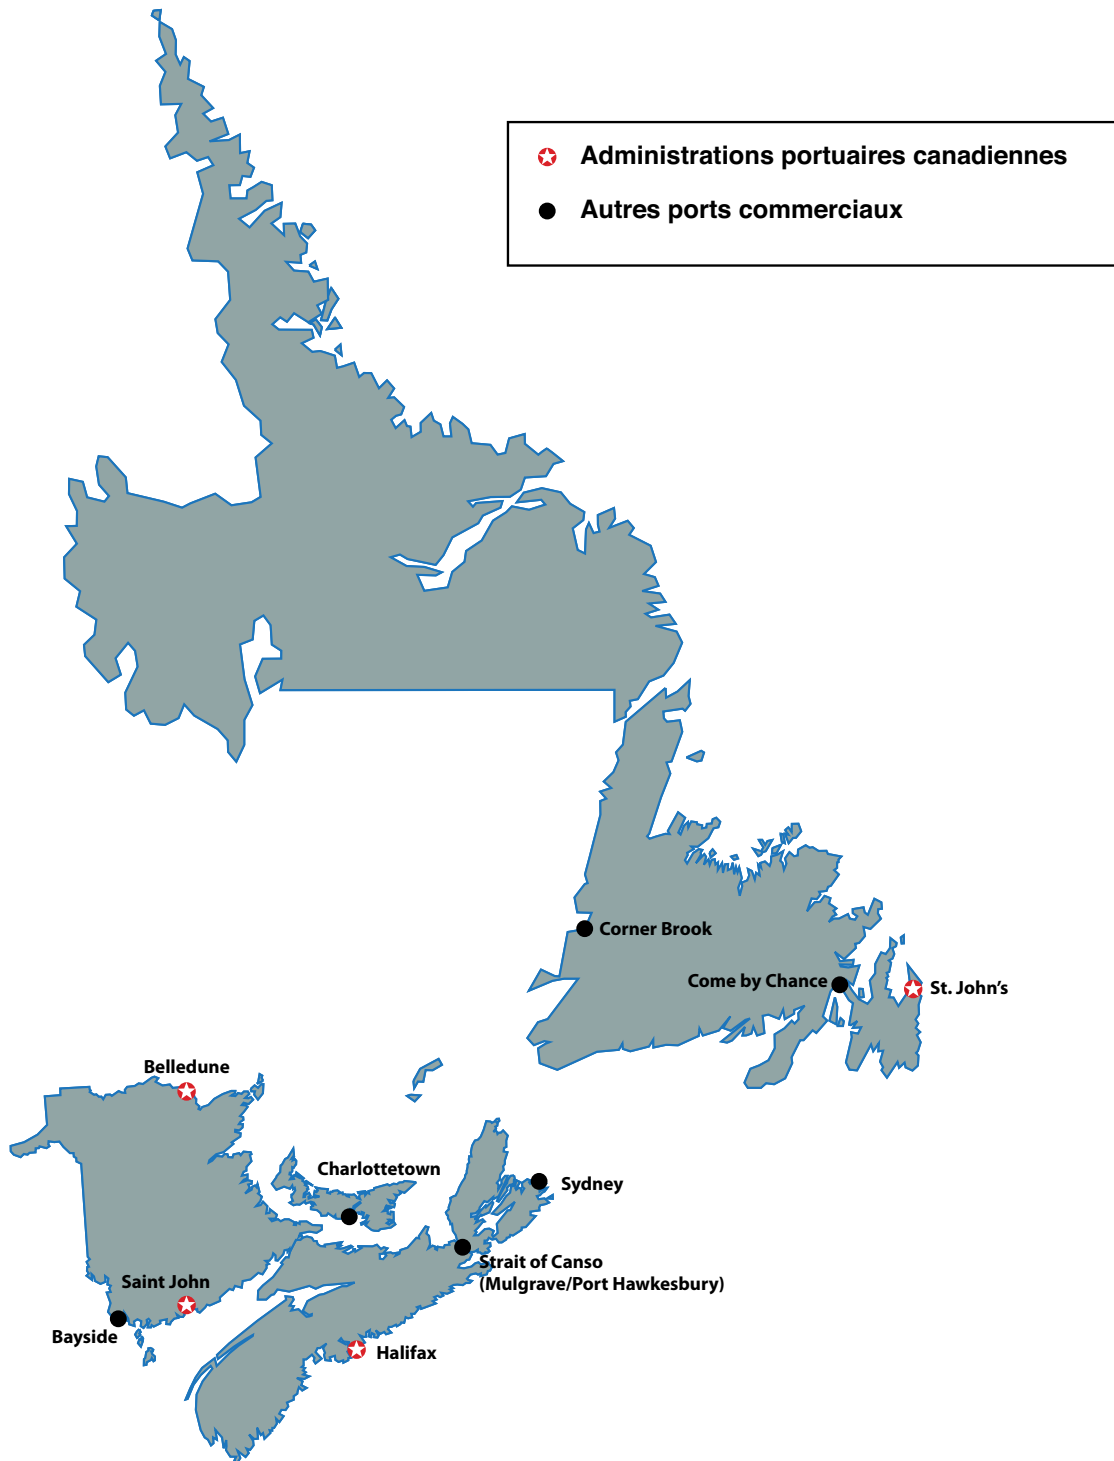 Administrations portuaires canadiennes
Autres ports commerciaux
Corner Brook
Come by Chance
St. John's
Belledune
Charlottetown
Sydney
Strait of Canso
(Mulgrave/Port Hawkesbury)
Saint John
Bayside
Halifax